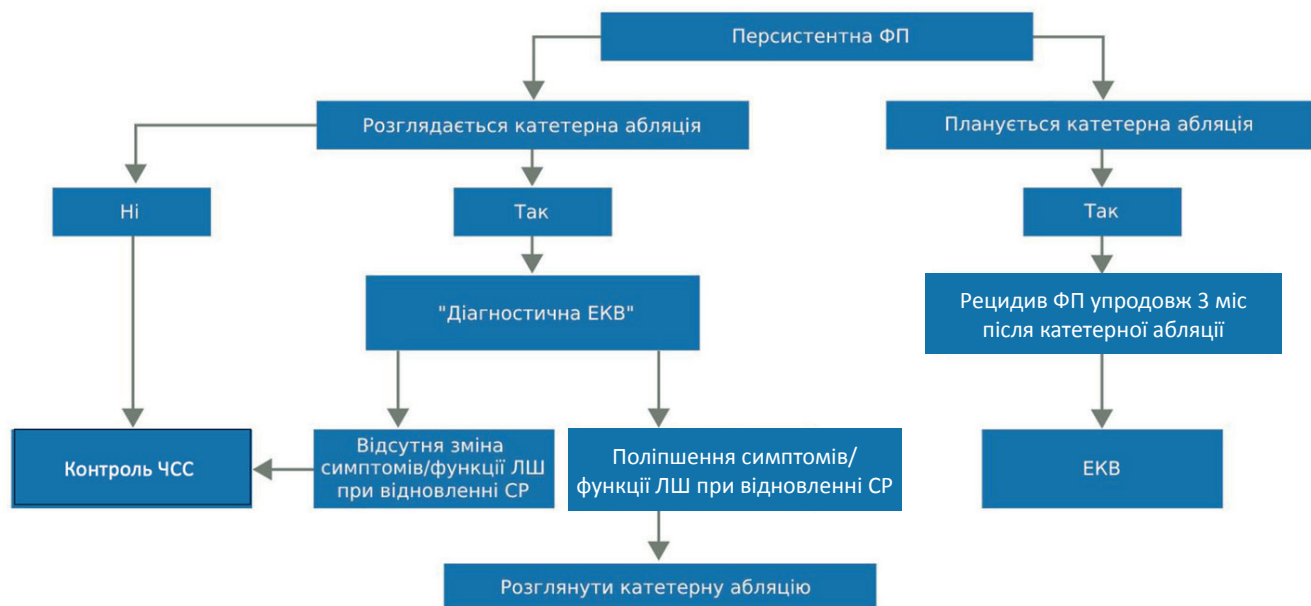 Персистентна ФП
Розглядається катетерна абляція
Планується катетерна абляція
Ні
Так
Так
"Діагностична ЕКВ"
Рецидив ФП упродовж 3 міс
після катетерної абляції
Контроль ЧСС
Відсутня зміна
симптомів/функції ЛШ
при відновленні СР
Поліпшення симптомів/
функції ЛШ при відновленні СР
ЕКВ
Розглянути катетерну абляцію